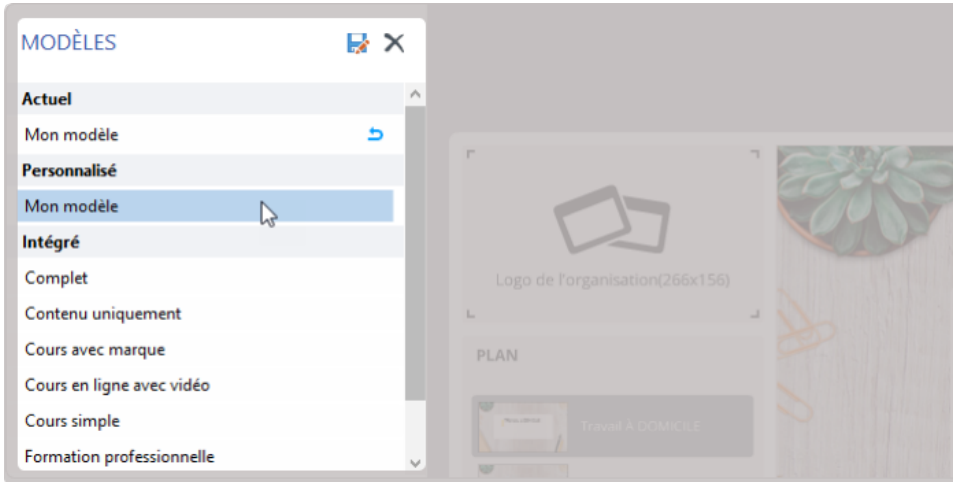 MODÈLES
Actuel
Mon modèle
Personnalisé
Mon modèle
Intégré
Complet
Contenu uniquement
Cours avec marque
Cours en ligne avec vidéo
Cours simple
Formation professionnelle
Logo de l'organisation(266x156)
PLAN
Travail À DOMICILE